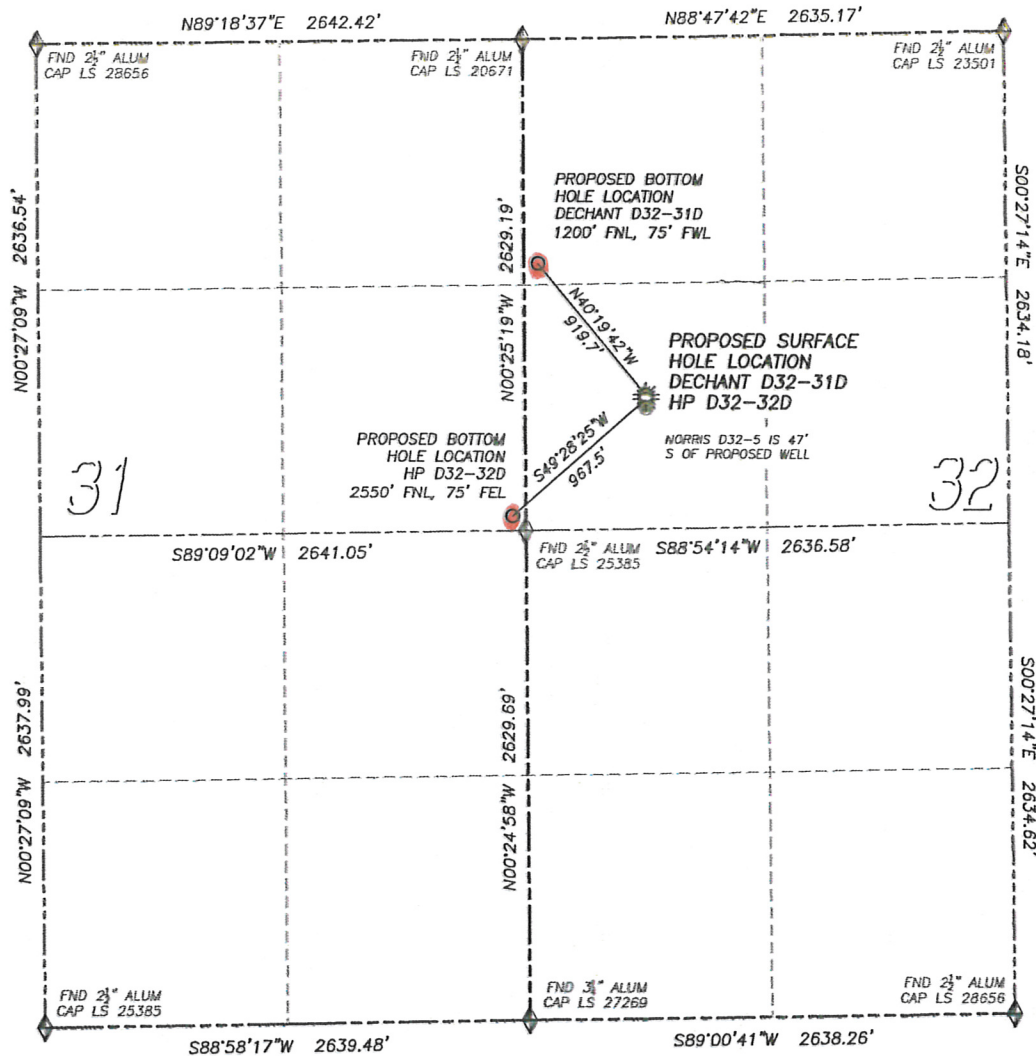 N89°18'37"E 2642.42'
N88°47'42"E 2635.17'
FND 2½" ALUM
CAP LS 28656
FND 2½" ALUM
CAP LS 20671
FND 2½" ALUM
CAP LS 23501
N00°27'09"W 2636.54'
N00°25'19"W 2629.19'
S00°27'14"E 2634.18'
PROPOSED BOTTOM
HOLE LOCATION
DECHANT D32-31D
1200' FNL, 75' FWL
N40°19'42"W
919.7'
PROPOSED SURFACE
HOLE LOCATION
DECHANT D32-31D
HP D32-32D
NORRIS D32-5 IS 47'
S OF PROPOSED WELL
PROPOSED BOTTOM
HOLE LOCATION
HP D32-32D
2550' FNL, 75' FEL
S49°28'25"W
967.5'
31
32
S89°09'02"W 2641.05'
FND 2½" ALUM
CAP LS 25385
S88°54'14"W 2636.58'
N00°27'09"W 2637.99'
N00°24'58"W 2629.69'
S00°27'14"E 2634.62'
FND 2½" ALUM
CAP LS 25385
FND 3¼" ALUM
CAP LS 27269
FND 2½" ALUM
CAP LS 28656
S88°58'17"W 2639.48'
S89°00'41"W 2638.26'